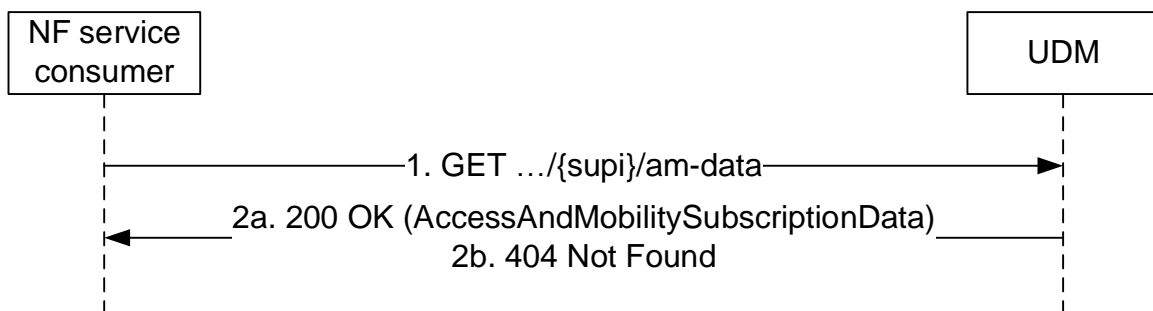 NF service
consumer
UDM
1. GET …/{supi}/am-data
2a. 200 OK (AccessAndMobilitySubscriptionData)
2b. 404 Not Found